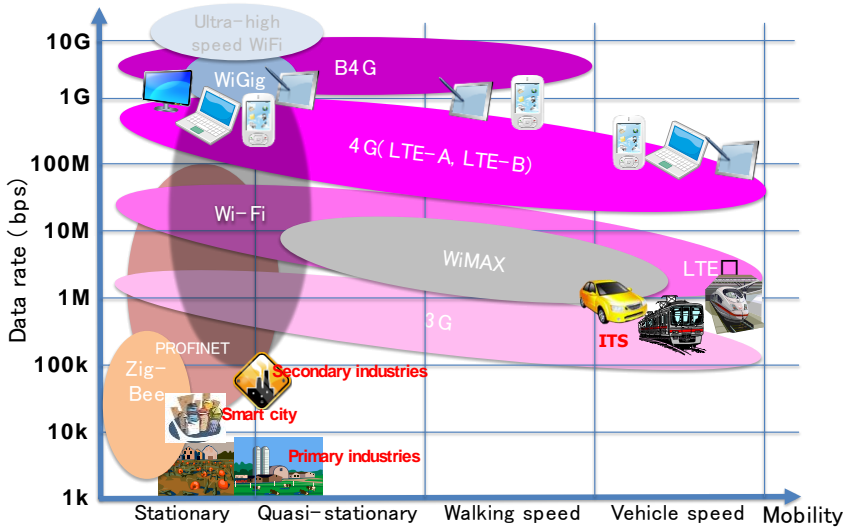 Ultra-high
speed WiFi
10G
B4G
WiGig
1G
4G( LTE-A, LTE-B)
100M
Data rate ( bps)
Wi-Fi
10M
WiMAX
LTE□
1M
3G
ITS
PROFINET
100k
Zig-
Bee
Secondary industries
Smart city
10k
Primary industries
1k
Stationary
Quasi-stationary
Walking speed
Vehicle speed
Mobility